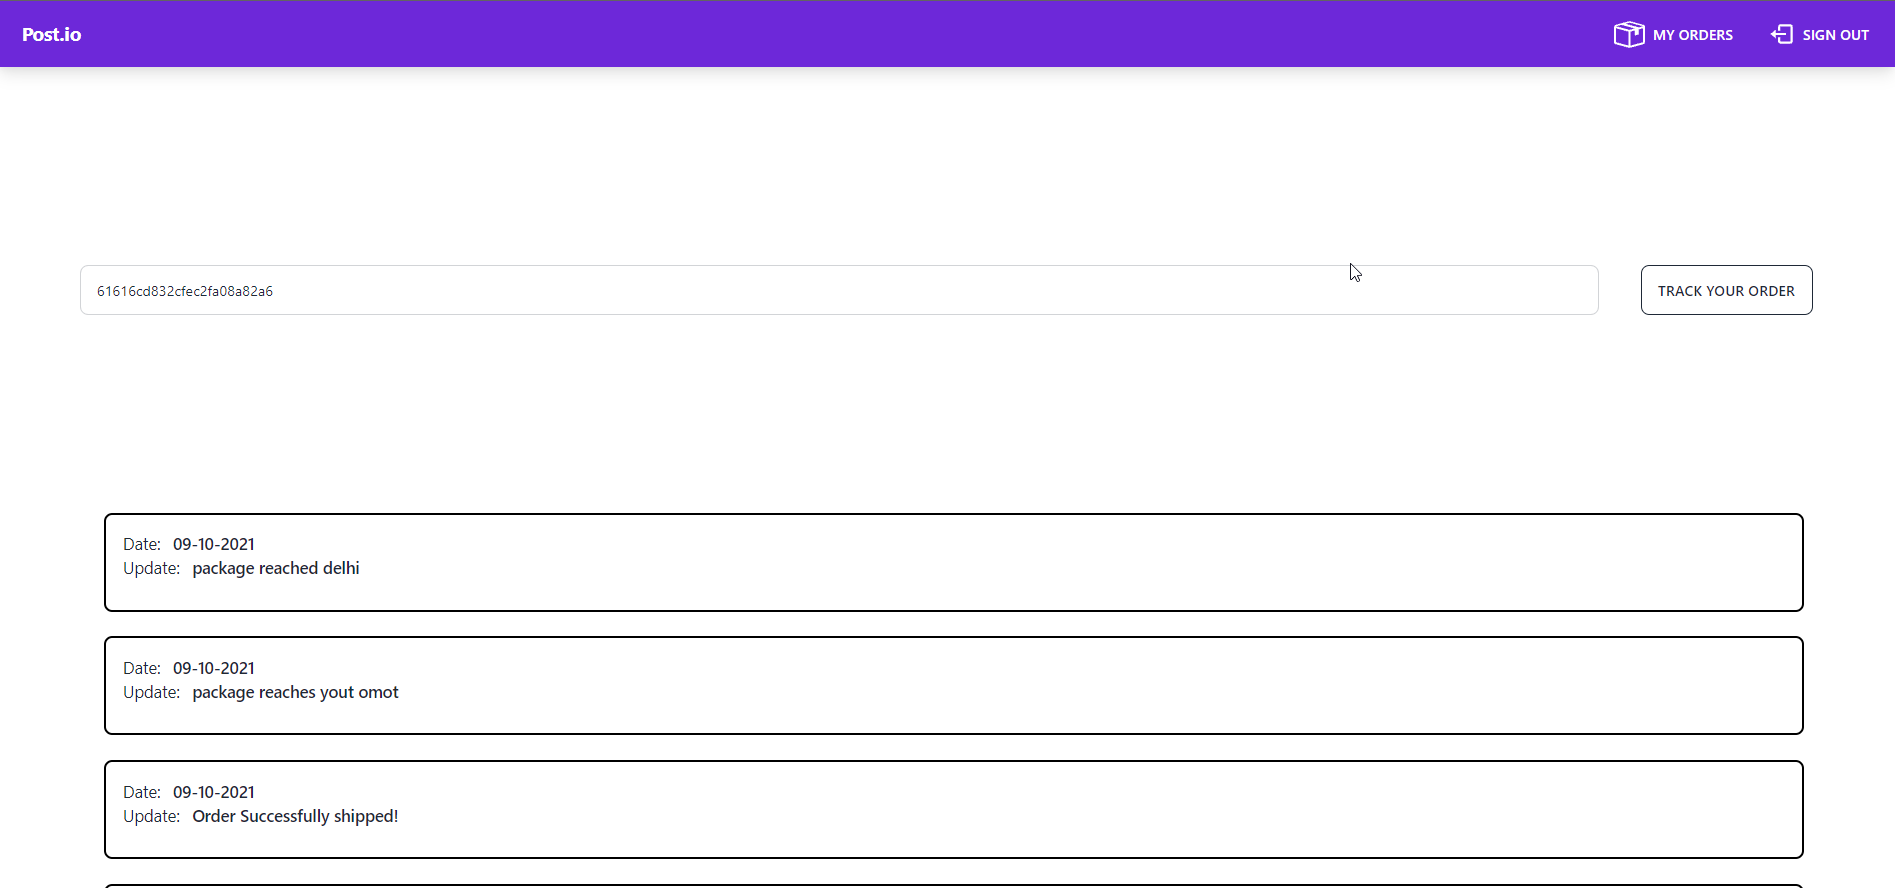 Post.io
MY ORDERS
SIGN OUT
61616cd832cfec2fa08a82a6
TRACK YOUR ORDER
Date: 09-10-2021
Update: package reached delhi
Date: 09-10-2021
Update: package reaches yout omot
Date: 09-10-2021
Update: Order Successfully shipped!